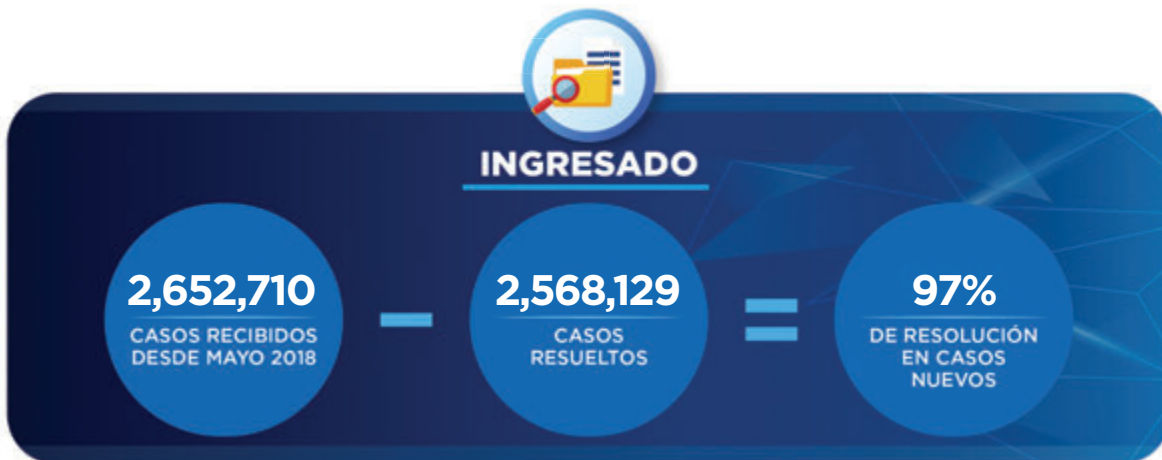 INGRESADO
2,652,710
CASOS RECIBIDOS
DESDE MAYO 2018
−
2,568,129
CASOS
RESUELTOS
=
97%
DE RESOLUCIÓN
EN CASOS
NUEVOS